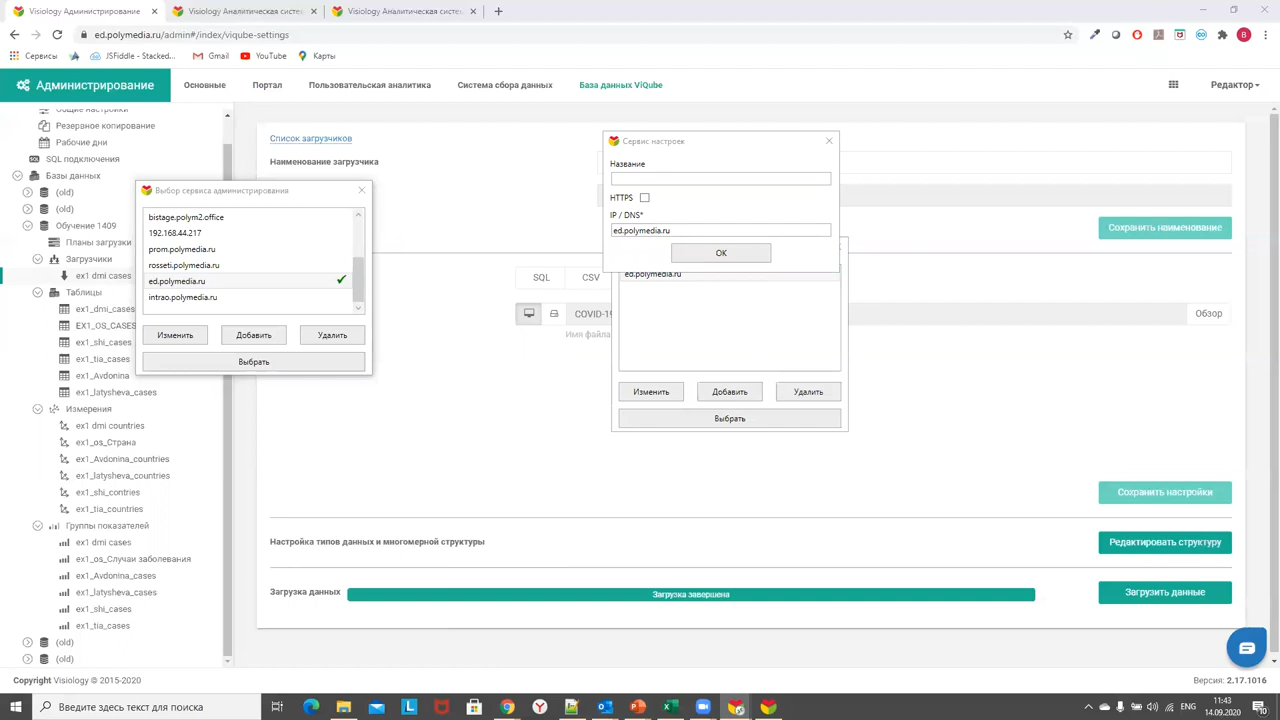 Visiology Администрирование
Visiology Аналитическая систем
Visiology Аналитическая систем
ed.polymedia.ru/admin#/index/viqube-settings
B
Сервисы
JSFiddle - Stacked...
Gmail
YouTube
Карты
Администрирование
Основные
Портал
Пользовательская аналитика
Система сбора данных
База данных ViQube
Редактор
Общие настройки
Резервное копирование
Рабочие дни
SQL подключения
Базы данных
(old)
(old)
Обучение 1409
Планы загрузки
Загрузчики
ex1 dmi cases
Таблицы
ex1_dmi_cases
EX1_OS_CASES
ex1_shi_cases
ex1_tia_cases
ex1_Avdonina
ex1_latysheva_cases
Измерения
ex1 dmi countries
ex1_os_Страна
ex1_Avdonina_countries
ex1_latysheva_countries
ex1_shi_contries
ex1_tia_countries
Группы показателей
ex1 dmi cases
ex1_os_Случаи заболевания
ex1_Avdonina_cases
ex1_latysheva_cases
ex1_shi_cases
ex1_tia_cases
(old)
(old)
Выбор сервиса администрирования
bistage.polym2.office
192.168.44.217
prom.polymedia.ru
rosseti.polymedia.ru
ed.polymedia.ru
intrao.polymedia.ru
Изменить
Добавить
Удалить
Выбрать
Список загрузчиков
Наименование загрузчика
Сохранить наименование
SQL
CSV
COVID-19
Обзор
Имя файла
Сервис настроек
Название
HTTPS
IP / DNS*
ed.polymedia.ru
OK
ed.polymedia.ru
Изменить
Добавить
Удалить
Выбрать
Сохранить настройки
Настройка типов данных и многомерной структуры
Редактировать структуру
Загрузка данных
Загрузка завершена
Загрузить данные
Copyright Visiology © 2015-2020
Версия: 2.17.1016
Введите здесь текст для поиска
РУС
11:43
14.09.2020
10